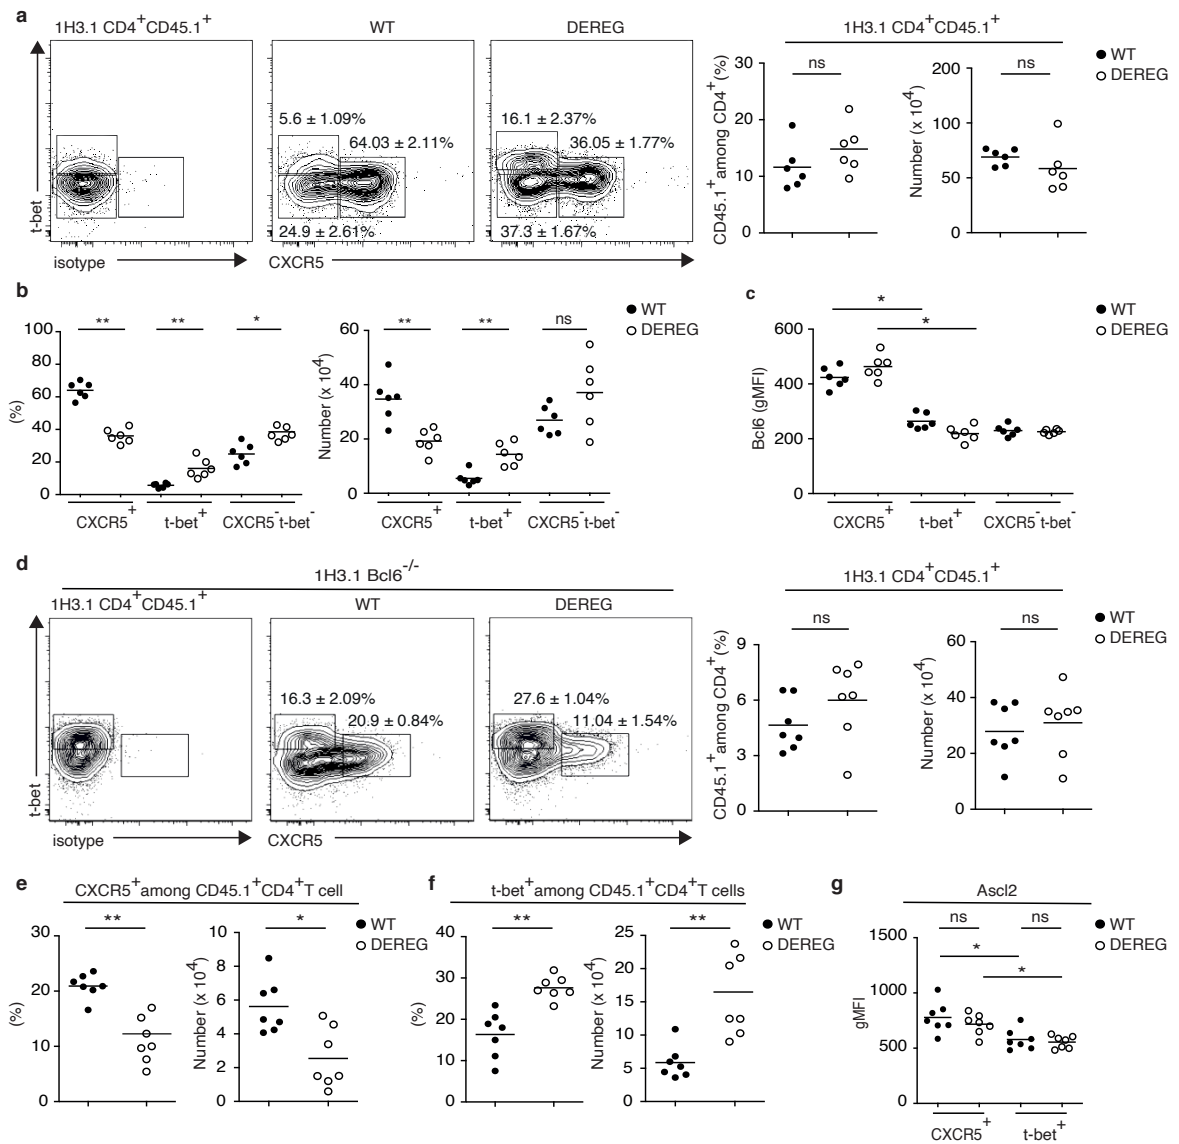 a
1H3.1 CD4+CD45.1+
WT
DEREG
5.6 ± 1.09%
64.03 ± 2.11%
24.9 ± 2.61%
16.1 ± 2.37%
36.05 ± 1.77%
37.3 ± 1.67%
t-bet
isotype
CXCR5
1H3.1 CD4+CD45.1+
WT
DEREG
CD45.1+ among CD4+ (%)
30
20
10
0
ns
Number (x 10^4)
200
100
50
0
ns
b
WT
DEREG
(%)
100
80
60
40
20
0
**
**
*
CXCR5+
t-bet+
CXCR5- t-bet-
Number (x 10^4)
60
40
20
0
**
**
ns
CXCR5+
t-bet+
CXCR5- t-bet-
c
WT
DEREG
Bcl6 (gMFI)
600
400
200
0
*
*
CXCR5+
t-bet+
CXCR5- t-bet-
d
1H3.1 Bcl6-/-
1H3.1 CD4+CD45.1+
WT
DEREG
16.3 ± 2.09%
20.9 ± 0.84%
27.6 ± 1.04%
11.04 ± 1.54%
t-bet
isotype
CXCR5
1H3.1 CD4+CD45.1+
WT
DEREG
CD45.1+ among CD4+ (%)
9
6
3
0
ns
Number (x 10^4)
60
40
20
0
ns
e
CXCR5+among CD45.1+CD4+T cell
WT
DEREG
(%)
30
20
10
0
**
Number (x 10^4)
10
8
6
4
2
0
*
f
t-bet+among CD45.1+CD4+T cells
WT
DEREG
(%)
40
30
20
10
0
**
Number (x 10^4)
25
20
15
10
5
0
**
g
Ascl2
WT
DEREG
gMFI
1500
1000
500
0
ns
ns
*
*
CXCR5+
t-bet+